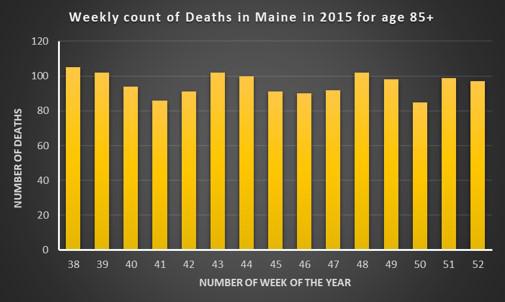 Weekly count of Deaths in Maine in 2015 for age 85+
NUMBER OF DEATHS
120
100
80
60
40
20
0
38 39 40 41 42 43 44 45 46 47 48 49 50 51 52
NUMBER OF WEEK OF THE YEAR